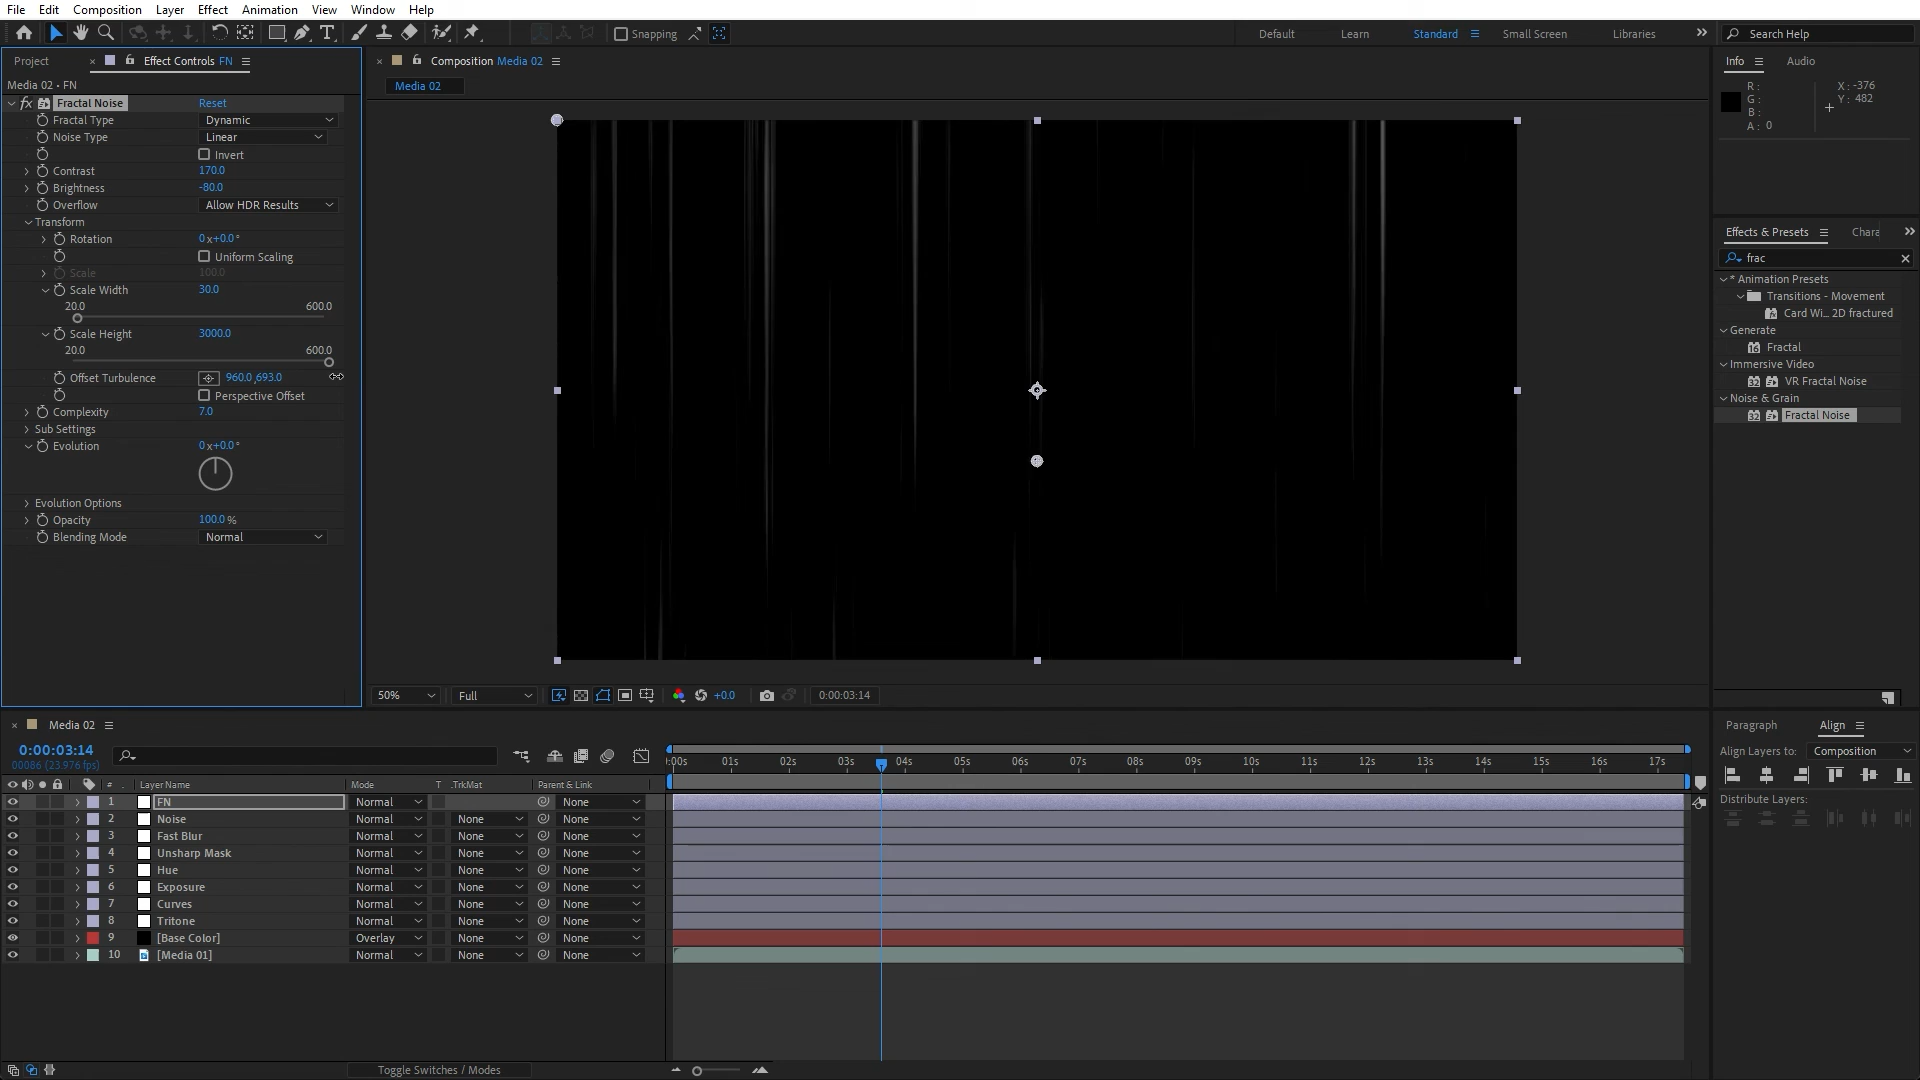 File Edit Composition Layer Effect Animation View Window Help
Snapping
Default Learn Standard Small Screen Libraries Search Help
Project Effect Controls FN
Composition Media 02
Info Audio
Media 02 • FN
Media 02
R :
G :
B :
A : 0
X : -376
Y : 482
fx Fractal Noise Reset
Fractal Type Dynamic
Noise Type Linear
Invert
Contrast 170.0
Brightness -80.0
Overflow Allow HDR Results
Transform
Rotation 0x+0.0°
Uniform Scaling
Scale 100.0
Scale Width 30.0
20.0 600.0
Scale Height 3000.0
20.0 600.0
Offset Turbulence 960.0,693.0
Perspective Offset
Complexity 7.0
Sub Settings
Evolution 0x+0.0°
Evolution Options
Opacity 100.0 %
Blending Mode Normal
Effects & Presets Chara
frac
* Animation Presets
Transitions - Movement
Card Wi... 2D fractured
Generate
16 Fractal
Immersive Video
32 VR Fractal Noise
Noise & Grain
32 Fractal Noise
50% Full +0.0 0:00:03:14
Media 02
0:00:03:14
00086 (23.976 fps)
:00s 01s 02s 03s 04s 05s 06s 07s 08s 09s 10s 11s 12s 13s 14s 15s 16s 17s
# . Layer Name Mode T .TrkMat Parent & Link
1 FN Normal None
2 Noise Normal None None
3 Fast Blur Normal None None
4 Unsharp Mask Normal None None
5 Hue Normal None None
6 Exposure Normal None None
7 Curves Normal None None
8 Tritone Normal None None
9 [Base Color] Overlay None None
10 [Media 01] Normal None None
Toggle Switches / Modes
Paragraph Align
Align Layers to: Composition
Distribute Layers: